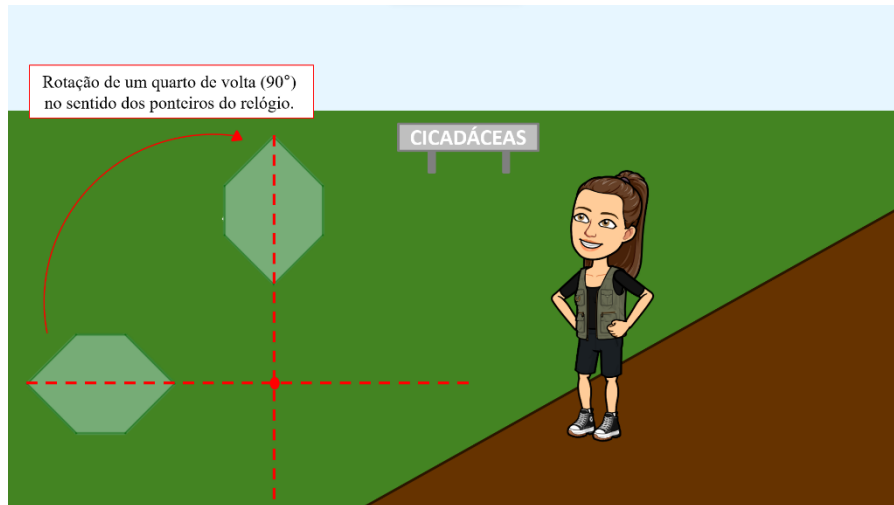 Rotação de um quarto de volta (90°)
no sentido dos ponteiros do relógio.
CICADÁCEAS